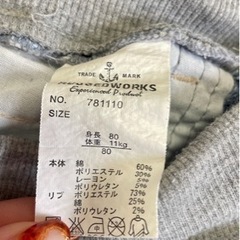 TRADE MARK
RUGGEDWORKS
Experienced Product
NO. 781110
SIZE
身長 80
体重 11kg
80
本体 綿 60%
ポリエステル 30%
レーヨン 5%
ポリウレタン 5%
リブ ポリエステル 73%
綿 25%
ポリウレタン 2%